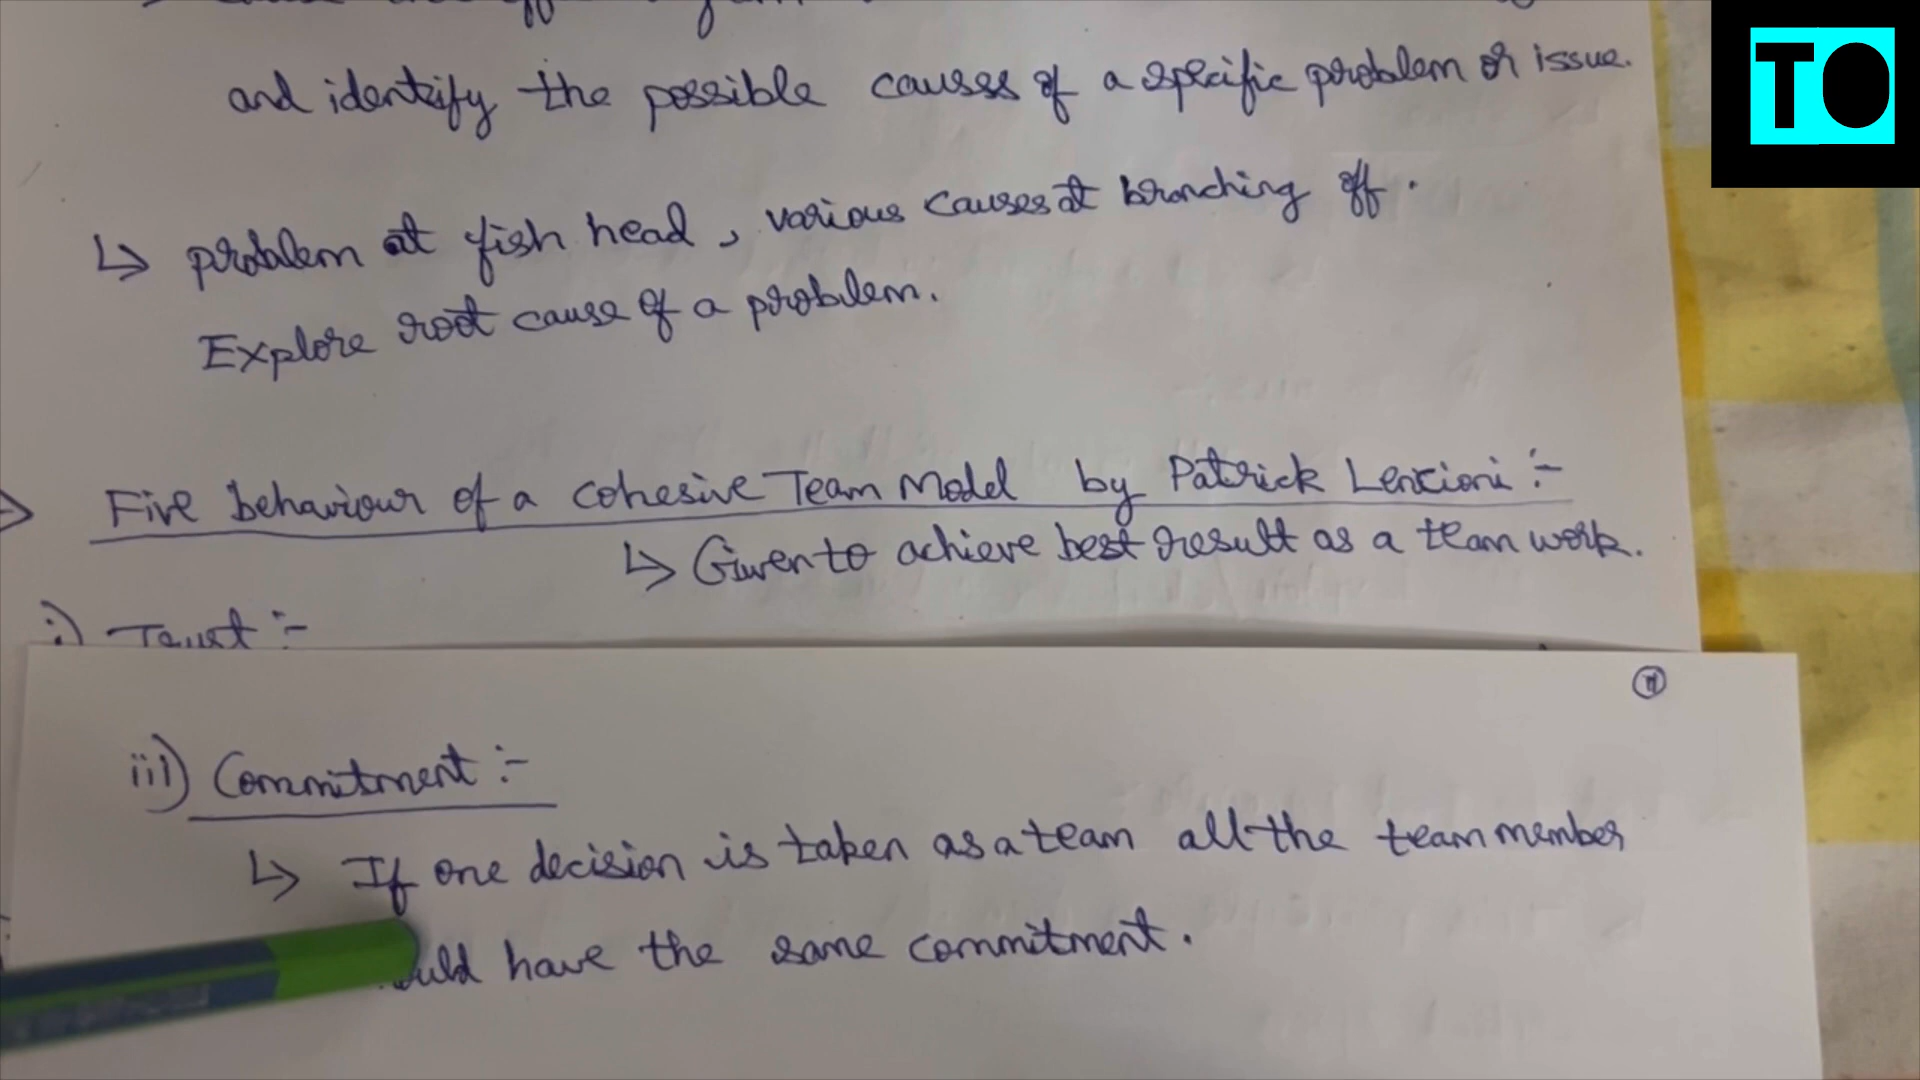 TO
and identify the possible causes of a specific problem or issue.
↳ problem at fish head, various causes at branching off.
Explore root cause of a problem.
Five behaviour of a cohesive Team Model by Patrick Lencioni :-
↳ Given to achieve best result as a team work.
i) Trust :-
iii) Commitment :-
↳ If one decision is taken as a team all the team member
have the same commitment.